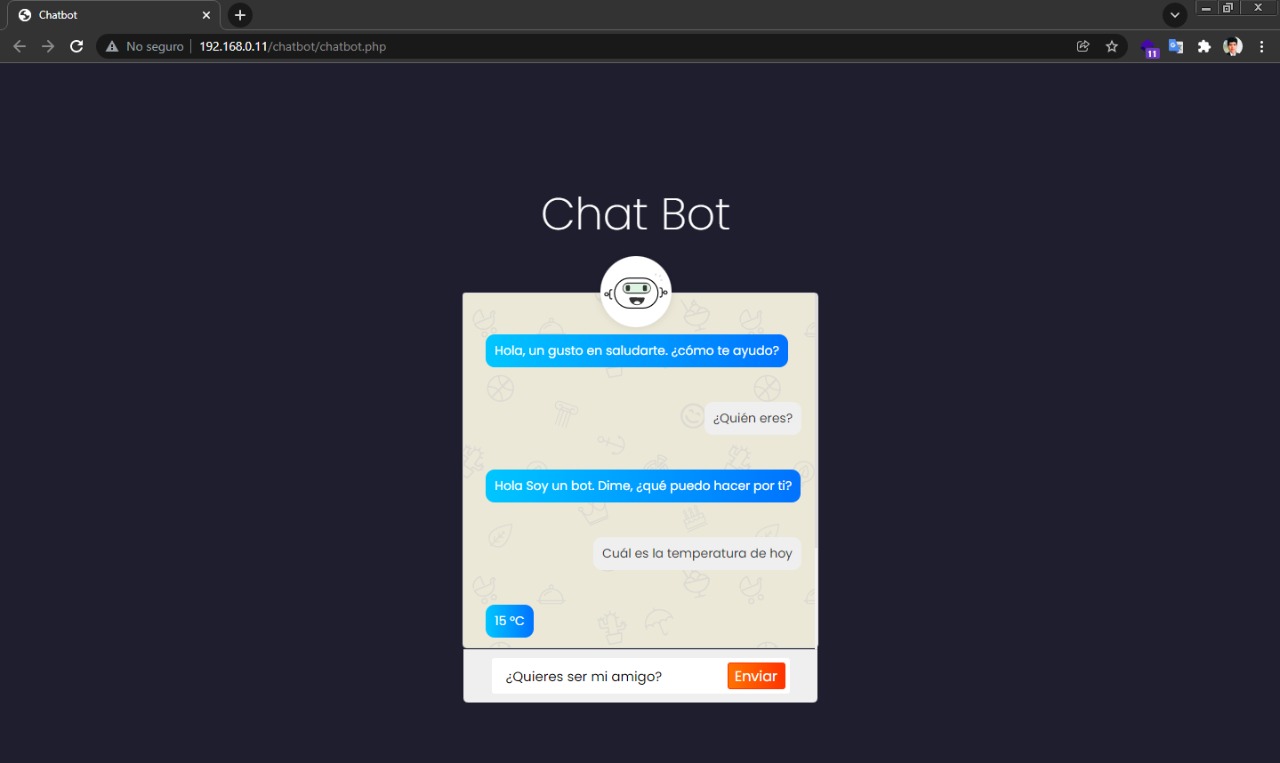 Chatbot
No seguro
192.168.0.11/chatbot/chatbot.php
11
Chat Bot
Hola, un gusto en saludarte. ¿cómo te ayudo?
¿Quién eres?
Hola Soy un bot. Dime, ¿qué puedo hacer por ti?
Cuál es la temperatura de hoy
15 °C
¿Quieres ser mi amigo?
Enviar